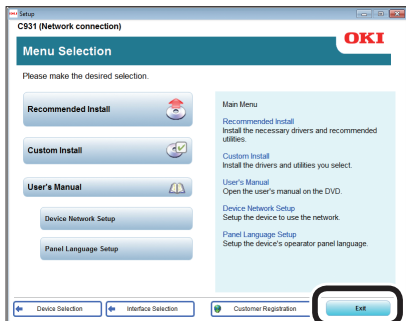 OKI Setup
C931 (Network connection)
OKI
Menu Selection
Please make the desired selection.
Recommended Install
Custom Install
User's Manual
Device Network Setup
Panel Language Setup
Main Menu
Recommended Install
Install the necessary drivers and recommended
utilities.
Custom Install
Install the drivers and utilities you select.
User's Manual
Open the user's manual on the DVD.
Device Network Setup
Setup the device to use the network.
Panel Language Setup
Setup the device's opearator panel language.
Device Selection
Interface Selection
Customer Registration
Exit